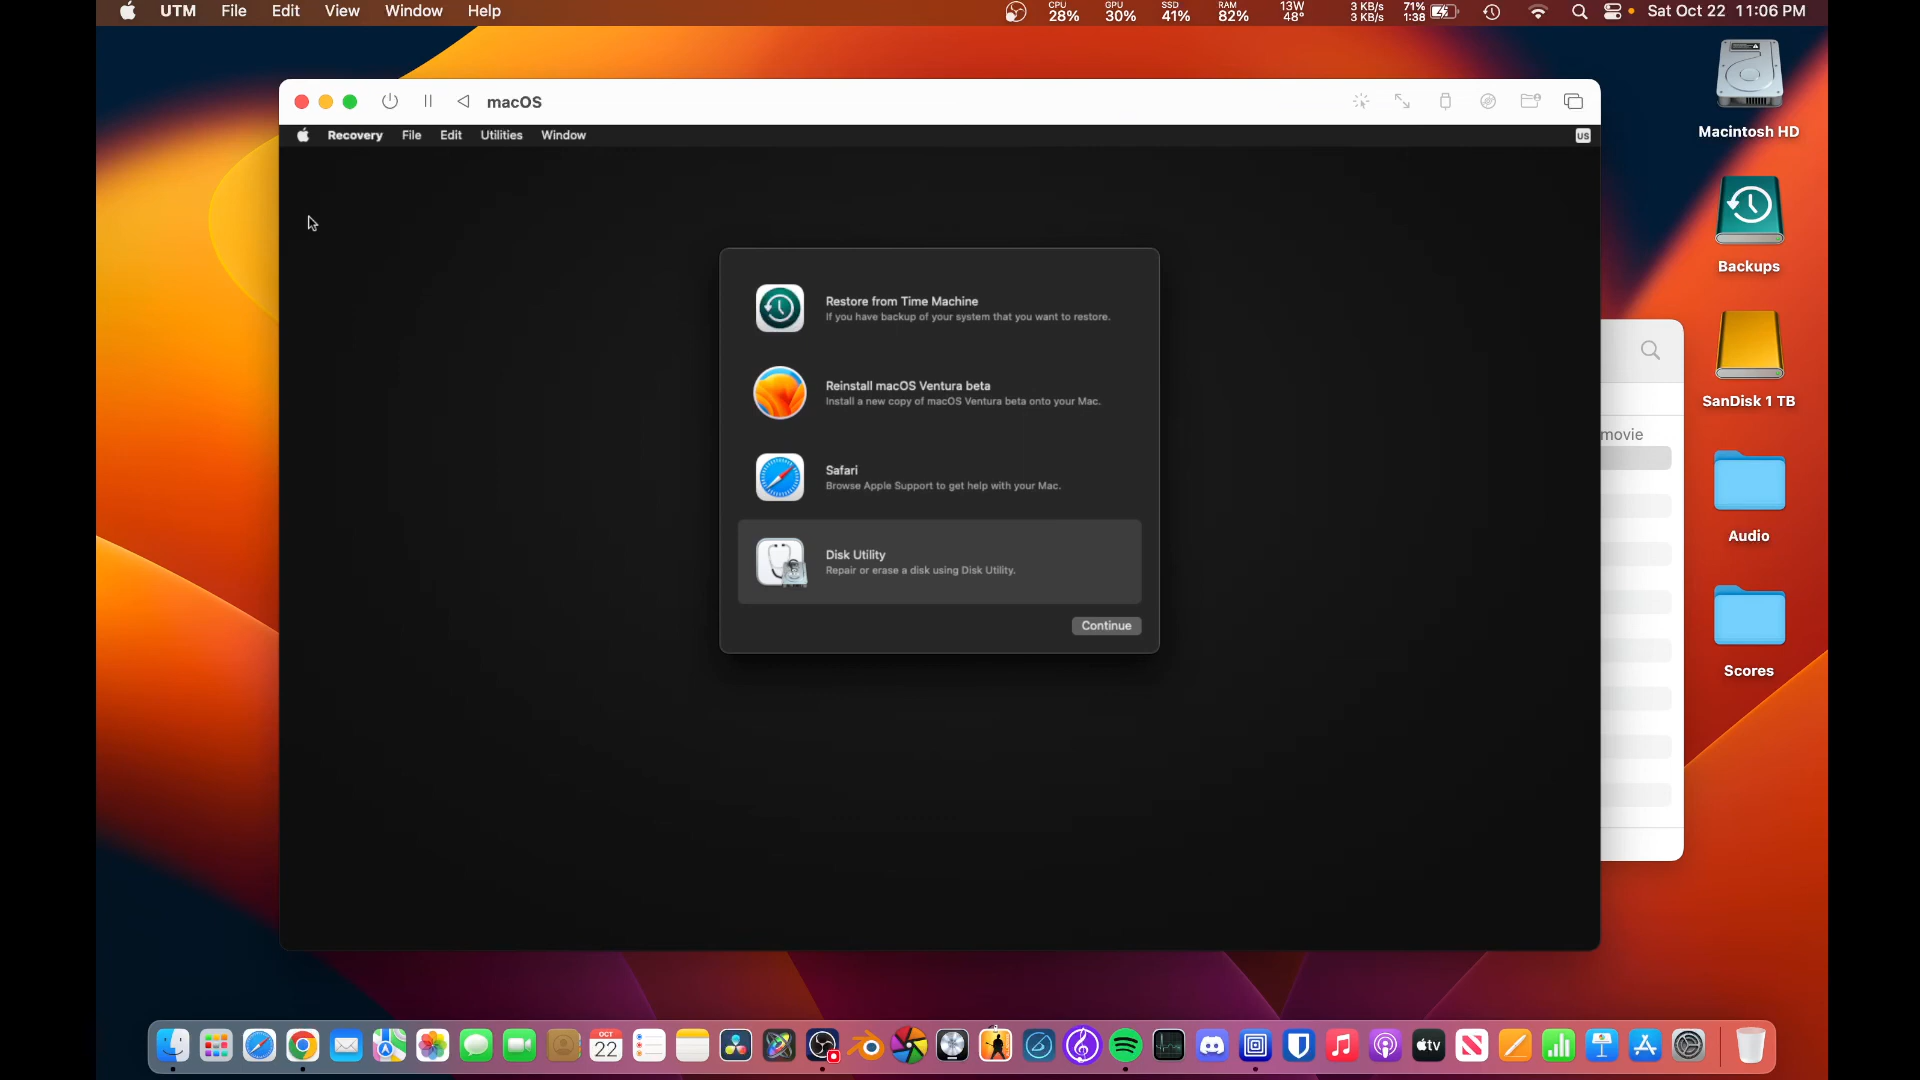 UTM File Edit View Window Help
CPU 28% GPU 30% SSD 41% RAM 82% 13W 48° 3 KB/s 3 KB/s 71% 1:38 Sat Oct 22 11:06 PM
macOS
Recovery File Edit Utilities Window
US
Restore from Time Machine
If you have backup of your system that you want to restore.
Reinstall macOS Ventura beta
Install a new copy of macOS Ventura beta onto your Mac.
Safari
Browse Apple Support to get help with your Mac.
Disk Utility
Repair or erase a disk using Disk Utility.
Continue
movie
Macintosh HD
Backups
SanDisk 1 TB
Audio
Scores
OCT
22
tv